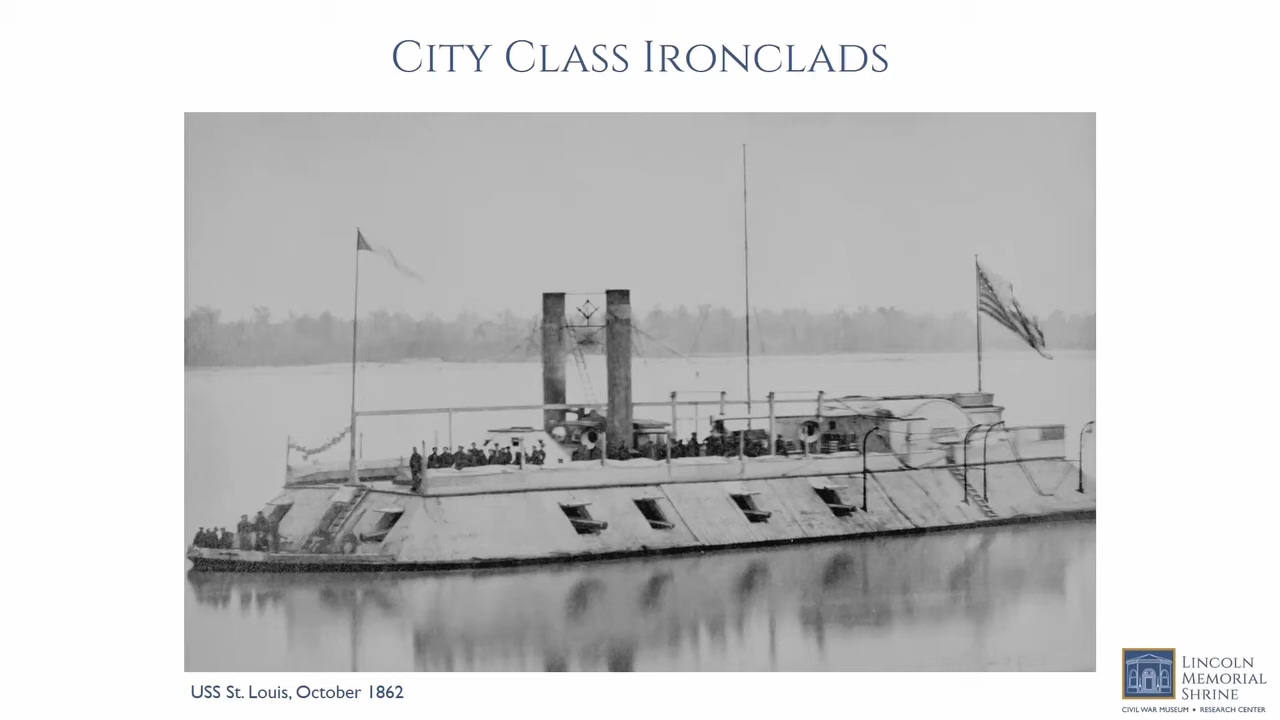 City Class Ironclads
USS St. Louis, October 1862
Lincoln
Memorial
Shrine
CIVIL WAR MUSEUM • RESEARCH CENTER